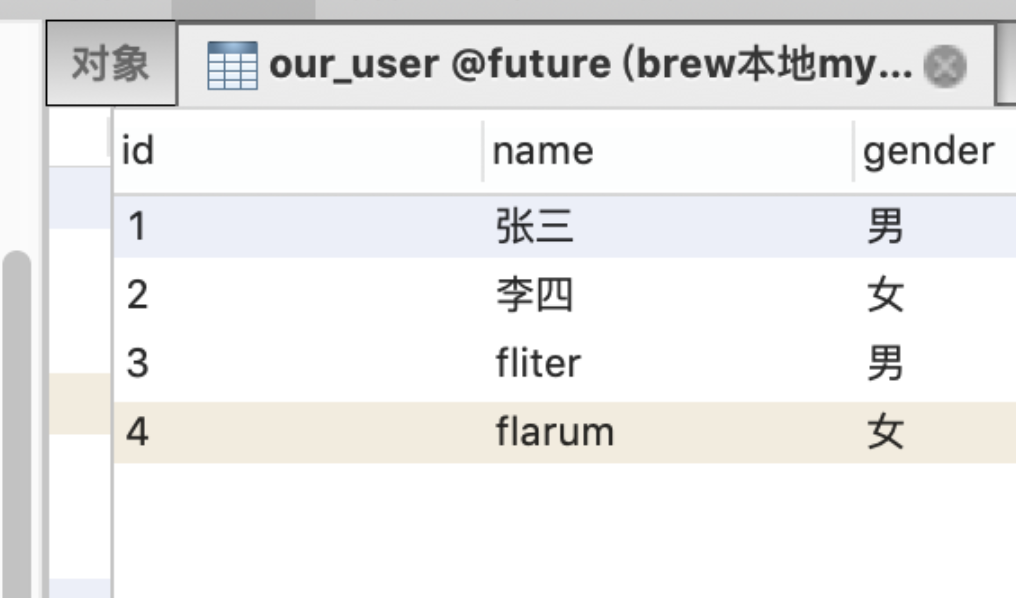 对象 our_user @future (brew本地my...
id name gender
1 张三 男
2 李四 女
3 fliter 男
4 flarum 女